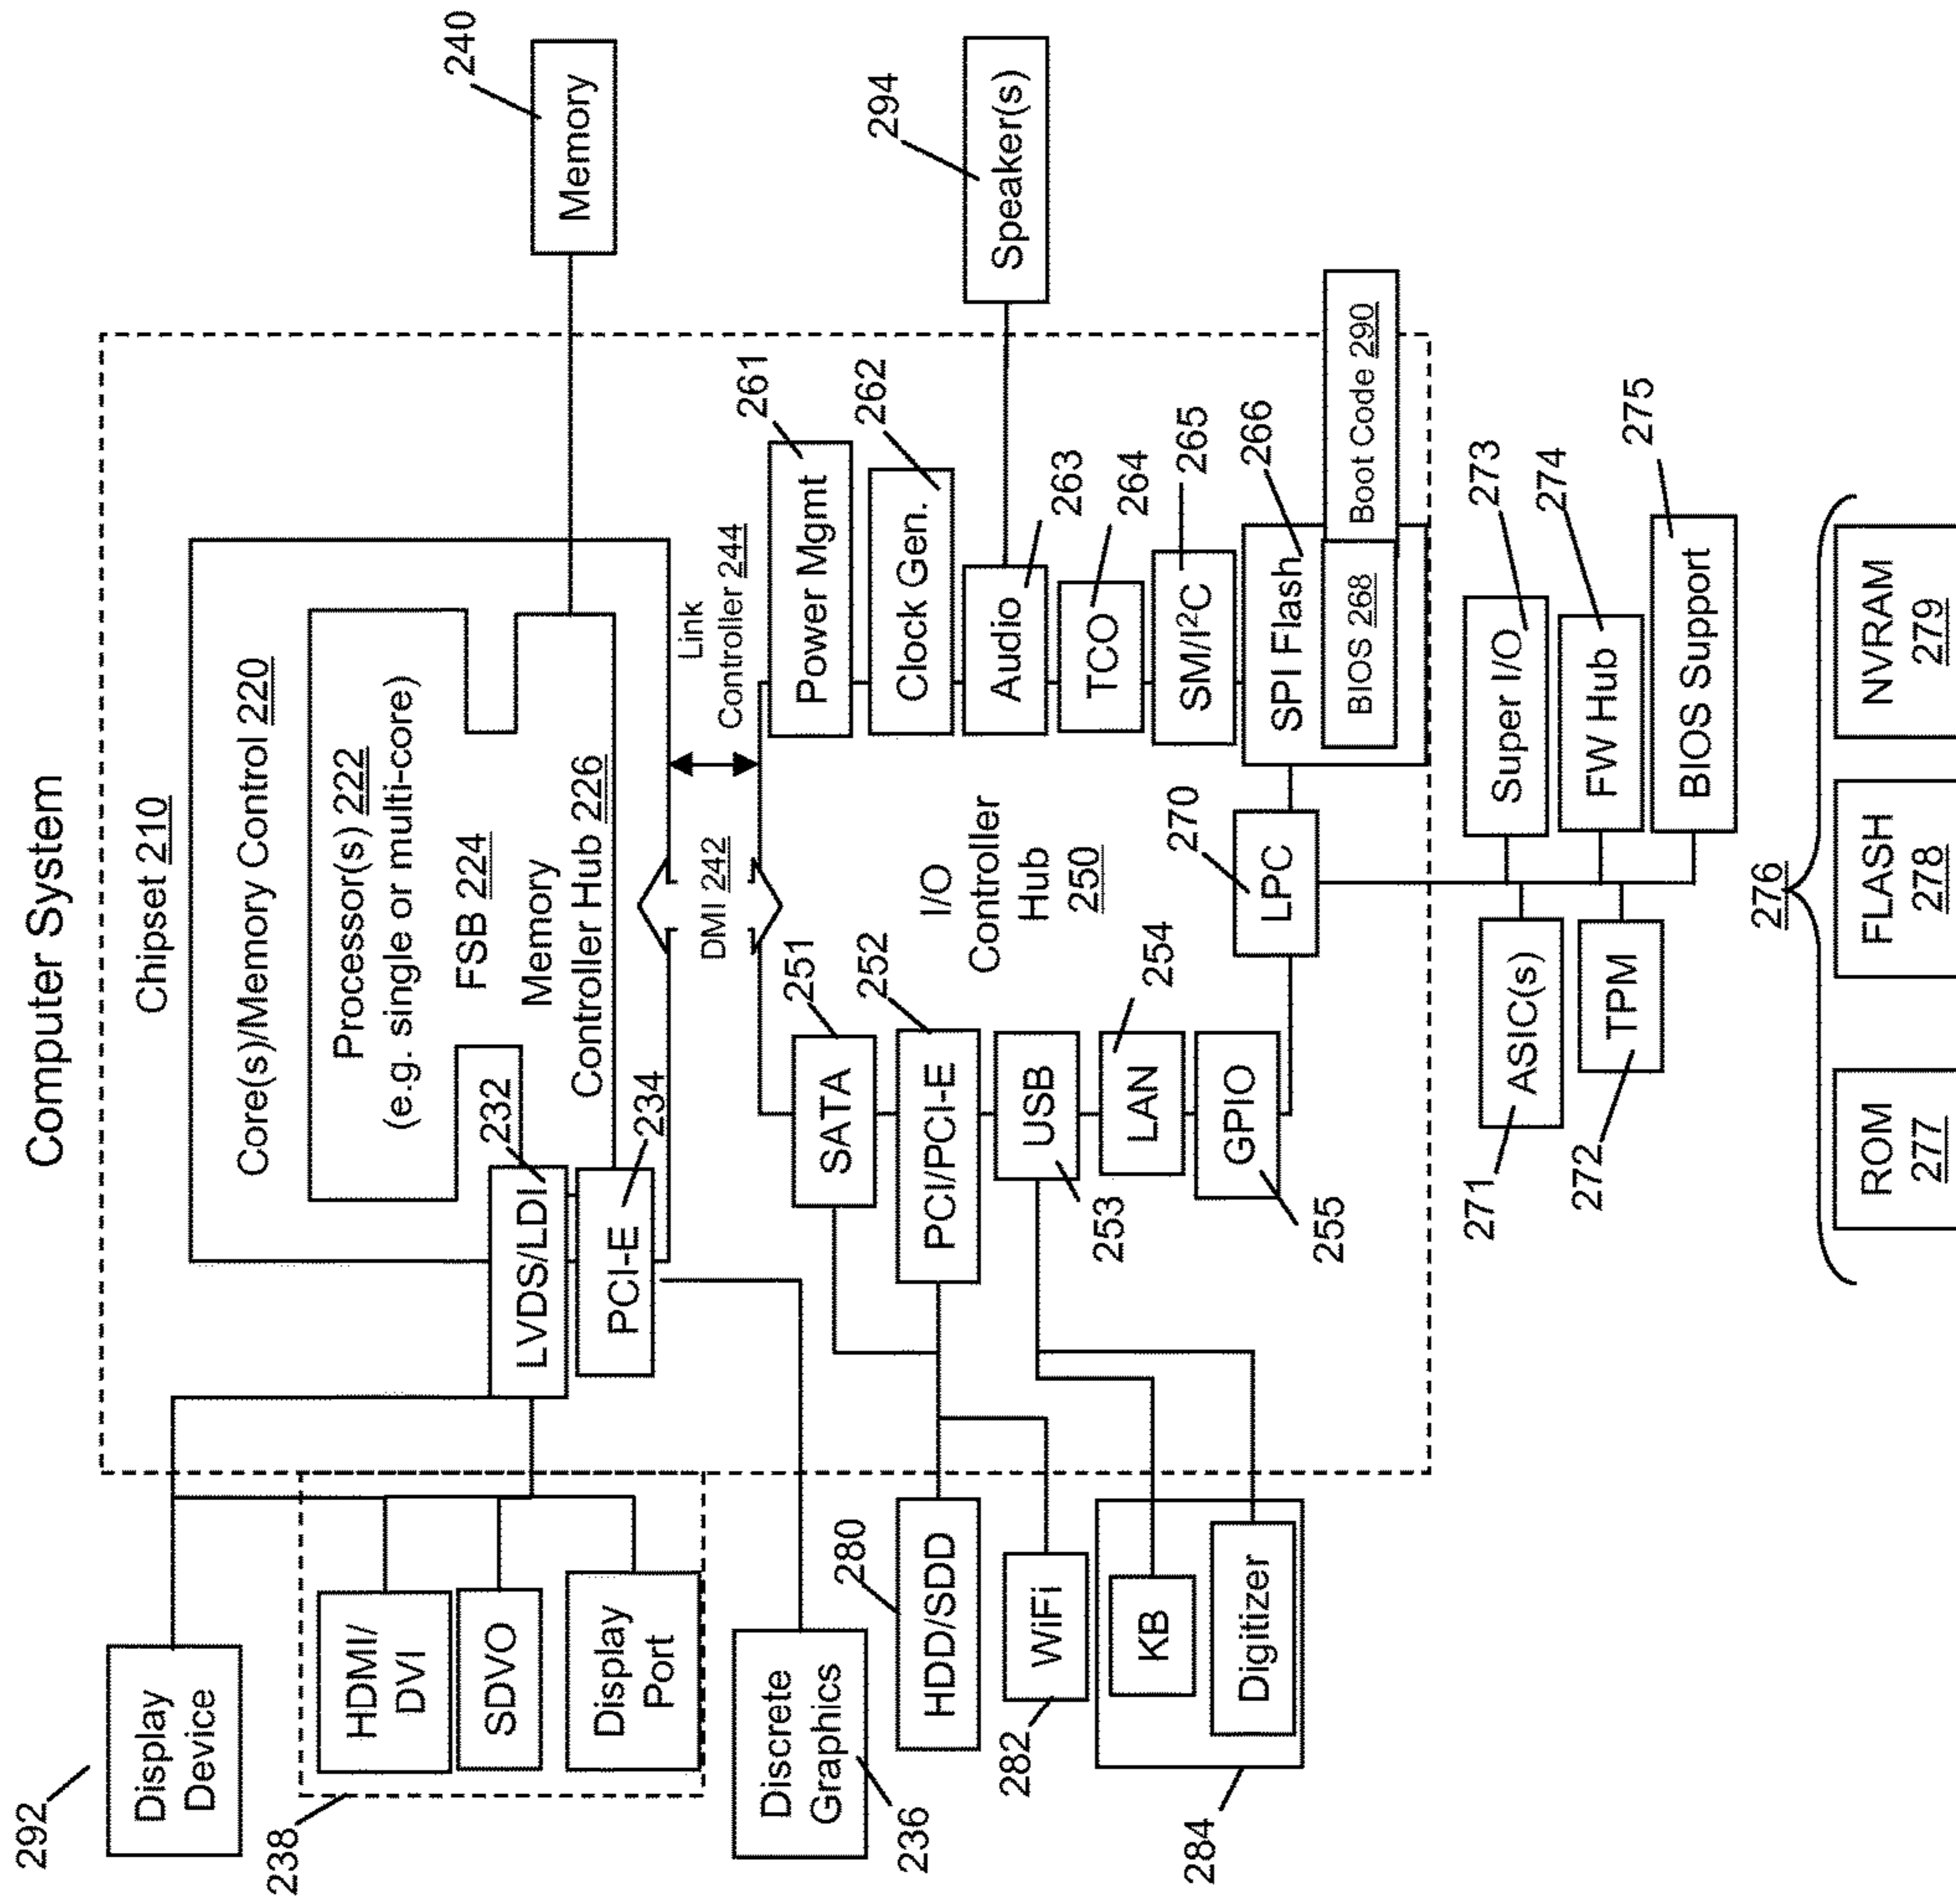 Computer System
Chipset 210
Core(s)/Memory Control 220
Processor(s) 222
(e.g. single or multi-core)
FSB 224
Memory
Controller Hub 226
232
LVDS/LDI
234
PCI-E
240
Memory
292
Display
Device
238
HDMI/
DVI
SDVO
Display
Port
Discrete
Graphics
236
DMI 242
Link
Controller 244
I/O
Controller
Hub
250
251
SATA
252
PCI/PCI-E
253
USB
254
LAN
255
GPIO
261
Power Mgmt
262
Clock Gen.
263
Audio
264
TCO
265
SM/I²C
266
SPI Flash
BIOS 268
Boot Code 290
294
Speaker(s)
280
HDD/SDD
282
WiFi
284
KB
Digitizer
270
LPC
271
ASIC(s)
272
TPM
273
Super I/O
274
FW Hub
275
BIOS Support
276
ROM
277
FLASH
278
NVRAM
279